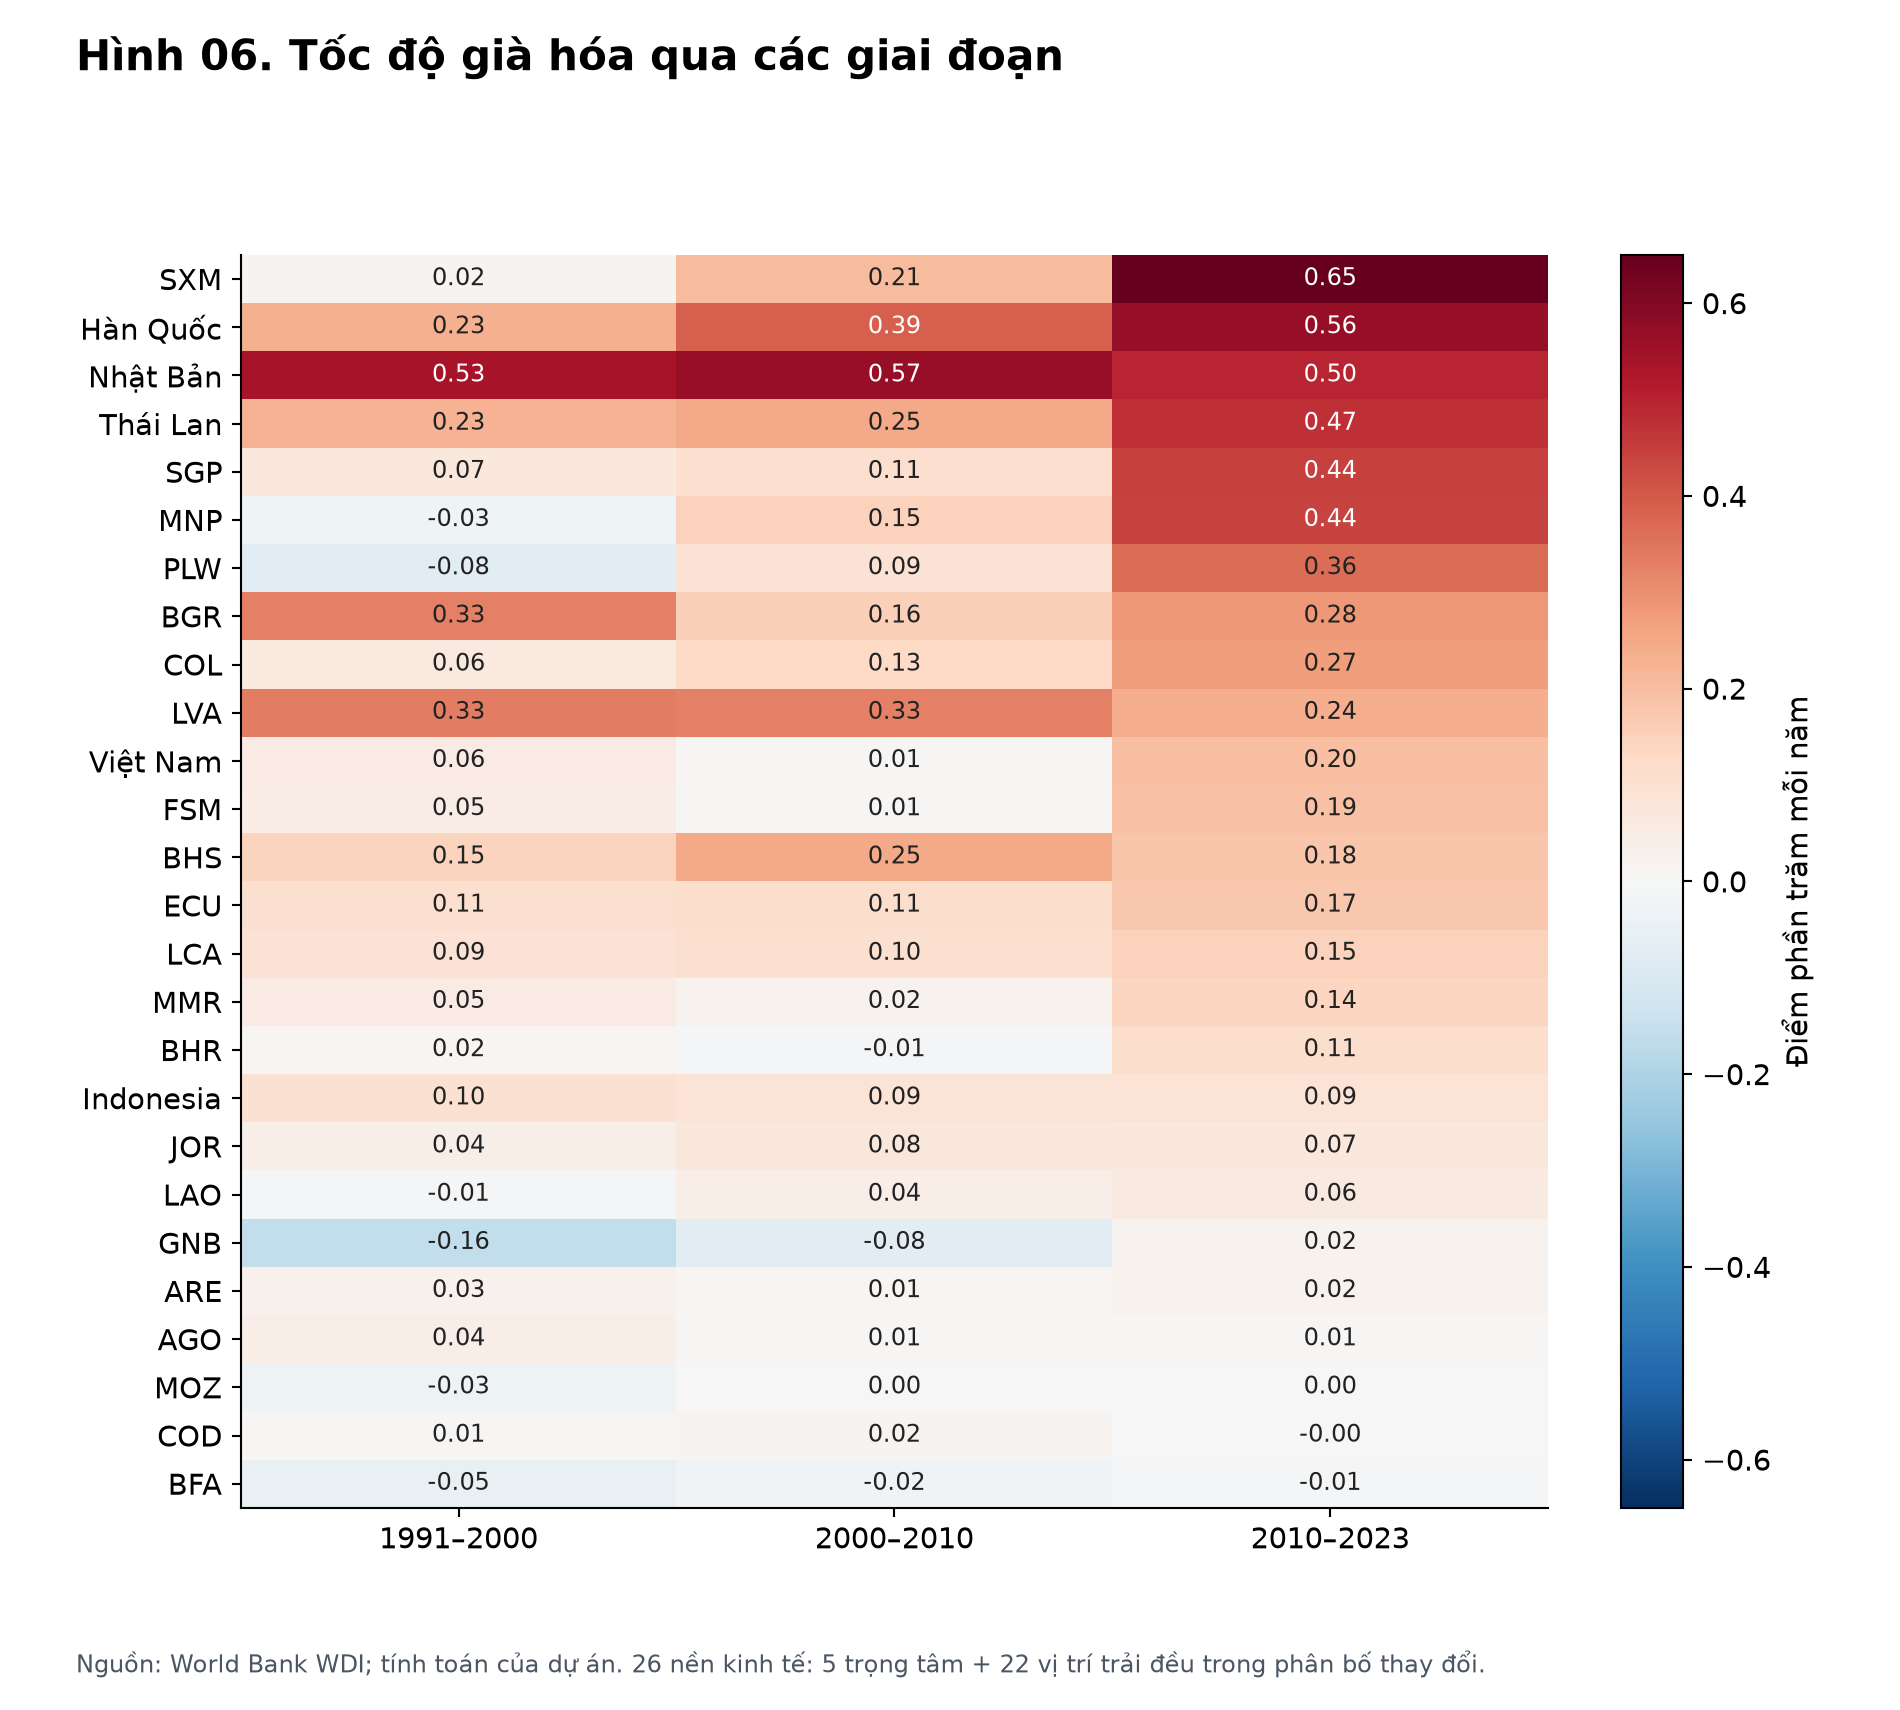 Hình 06. Tốc độ già hóa qua các giai đoạn
SXM 0.02 0.21 0.65
Hàn Quốc 0.23 0.39 0.56
Nhật Bản 0.53 0.57 0.50
Thái Lan 0.23 0.25 0.47
SGP 0.07 0.11 0.44
MNP -0.03 0.15 0.44
PLW -0.08 0.09 0.36
BGR 0.33 0.16 0.28
COL 0.06 0.13 0.27
LVA 0.33 0.33 0.24
Việt Nam 0.06 0.01 0.20
FSM 0.05 0.01 0.19
BHS 0.15 0.25 0.18
ECU 0.11 0.11 0.17
LCA 0.09 0.10 0.15
MMR 0.05 0.02 0.14
BHR 0.02 -0.01 0.11
Indonesia 0.10 0.09 0.09
JOR 0.04 0.08 0.07
LAO -0.01 0.04 0.06
GNB -0.16 -0.08 0.02
ARE 0.03 0.01 0.02
AGO 0.04 0.01 0.01
MOZ -0.03 0.00 0.00
COD 0.01 0.02 -0.00
BFA -0.05 -0.02 -0.01
1991–2000 2000–2010 2010–2023
0.6
0.4
0.2
0.0
−0.2
−0.4
−0.6
Điểm phần trăm mỗi năm
Nguồn: World Bank WDI; tính toán của dự án. 26 nền kinh tế: 5 trọng tâm + 22 vị trí trải đều trong phân bố thay đổi.